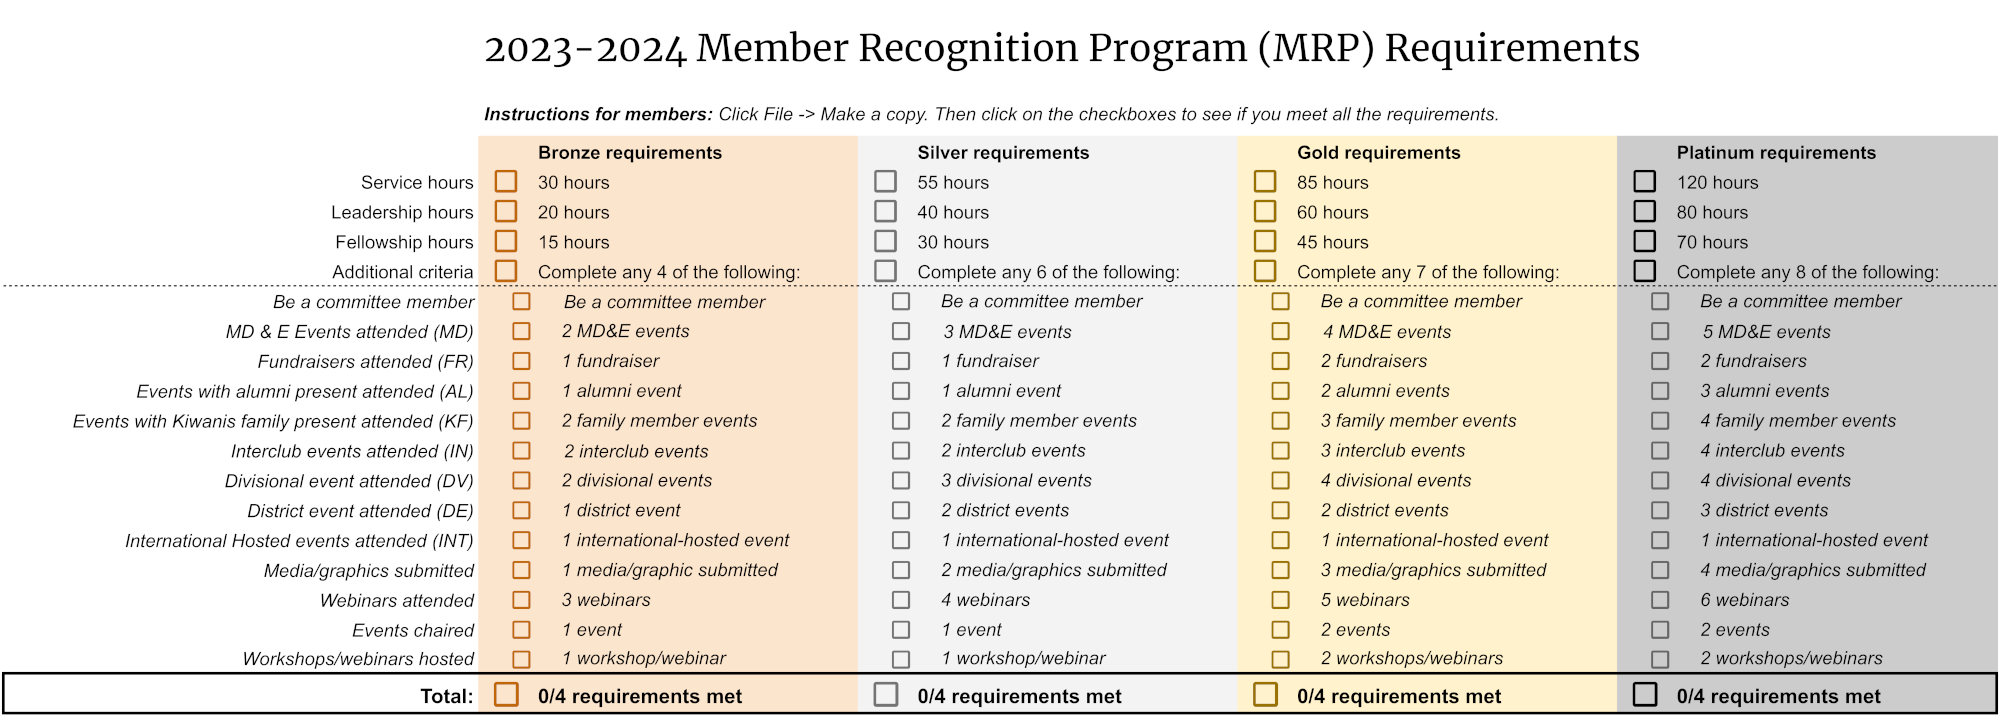 2023-2024 Member Recognition Program (MRP) Requirements
Instructions for members: Click File -> Make a copy. Then click on the checkboxes to see if you meet all the requirements.
Bronze requirements Silver requirements Gold requirements Platinum requirements
Service hours 30 hours 55 hours 85 hours 120 hours
Leadership hours 20 hours 40 hours 60 hours 80 hours
Fellowship hours 15 hours 30 hours 45 hours 70 hours
Additional criteria Complete any 4 of the following: Complete any 6 of the following: Complete any 7 of the following: Complete any 8 of the following:
Be a committee member Be a committee member Be a committee member Be a committee member Be a committee member
MD & E Events attended (MD) 2 MD&E events 3 MD&E events 4 MD&E events 5 MD&E events
Fundraisers attended (FR) 1 fundraiser 1 fundraiser 2 fundraisers 2 fundraisers
Events with alumni present attended (AL) 1 alumni event 1 alumni event 2 alumni events 3 alumni events
Events with Kiwanis family present attended (KF) 2 family member events 2 family member events 3 family member events 4 family member events
Interclub events attended (IN) 2 interclub events 2 interclub events 3 interclub events 4 interclub events
Divisional event attended (DV) 2 divisional events 3 divisional events 4 divisional events 4 divisional events
District event attended (DE) 1 district event 2 district events 2 district events 3 district events
International Hosted events attended (INT) 1 international-hosted event 1 international-hosted event 1 international-hosted event 1 international-hosted event
Media/graphics submitted 1 media/graphic submitted 2 media/graphics submitted 3 media/graphics submitted 4 media/graphics submitted
Webinars attended 3 webinars 4 webinars 5 webinars 6 webinars
Events chaired 1 event 1 event 2 events 2 events
Workshops/webinars hosted 1 workshop/webinar 1 workshop/webinar 2 workshops/webinars 2 workshops/webinars
Total: 0/4 requirements met 0/4 requirements met 0/4 requirements met 0/4 requirements met